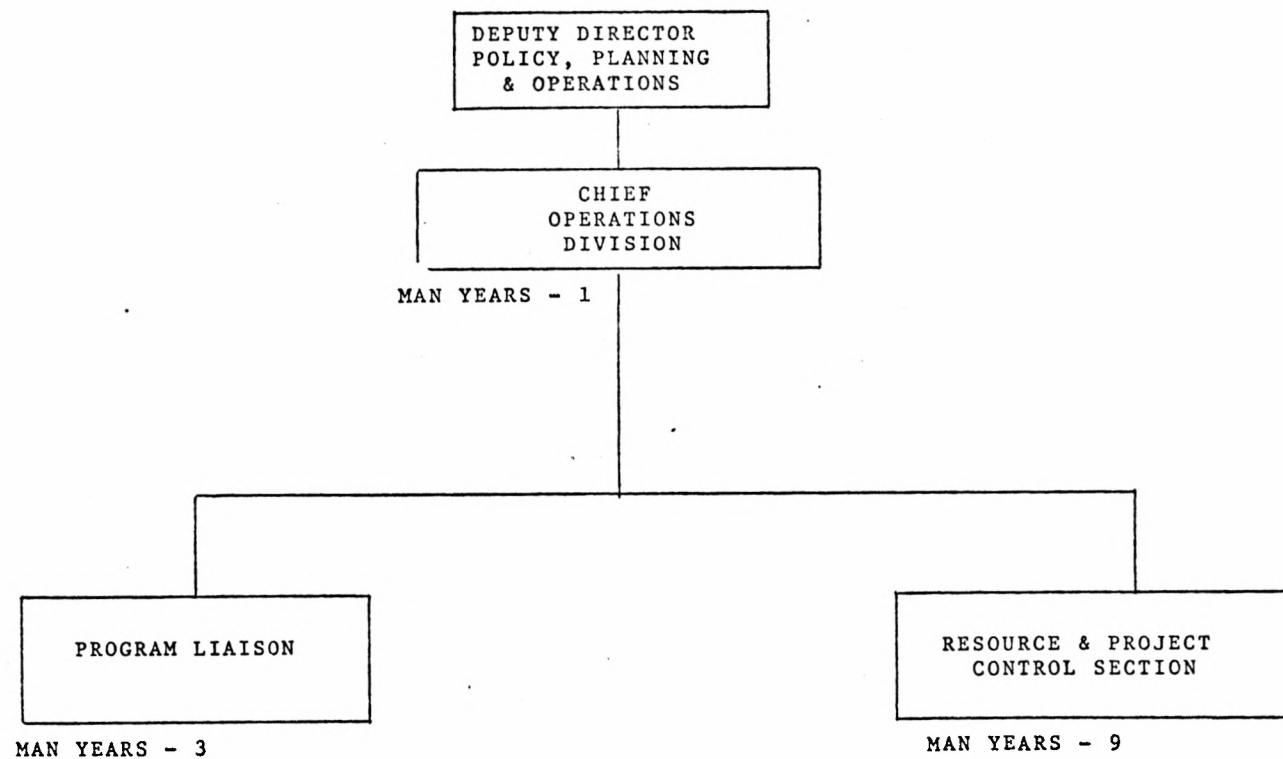 DEPUTY DIRECTOR
POLICY, PLANNING
& OPERATIONS
CHIEF
OPERATIONS
DIVISION
MAN YEARS - 1
PROGRAM LIAISON
MAN YEARS - 3
RESOURCE & PROJECT
CONTROL SECTION
MAN YEARS - 9